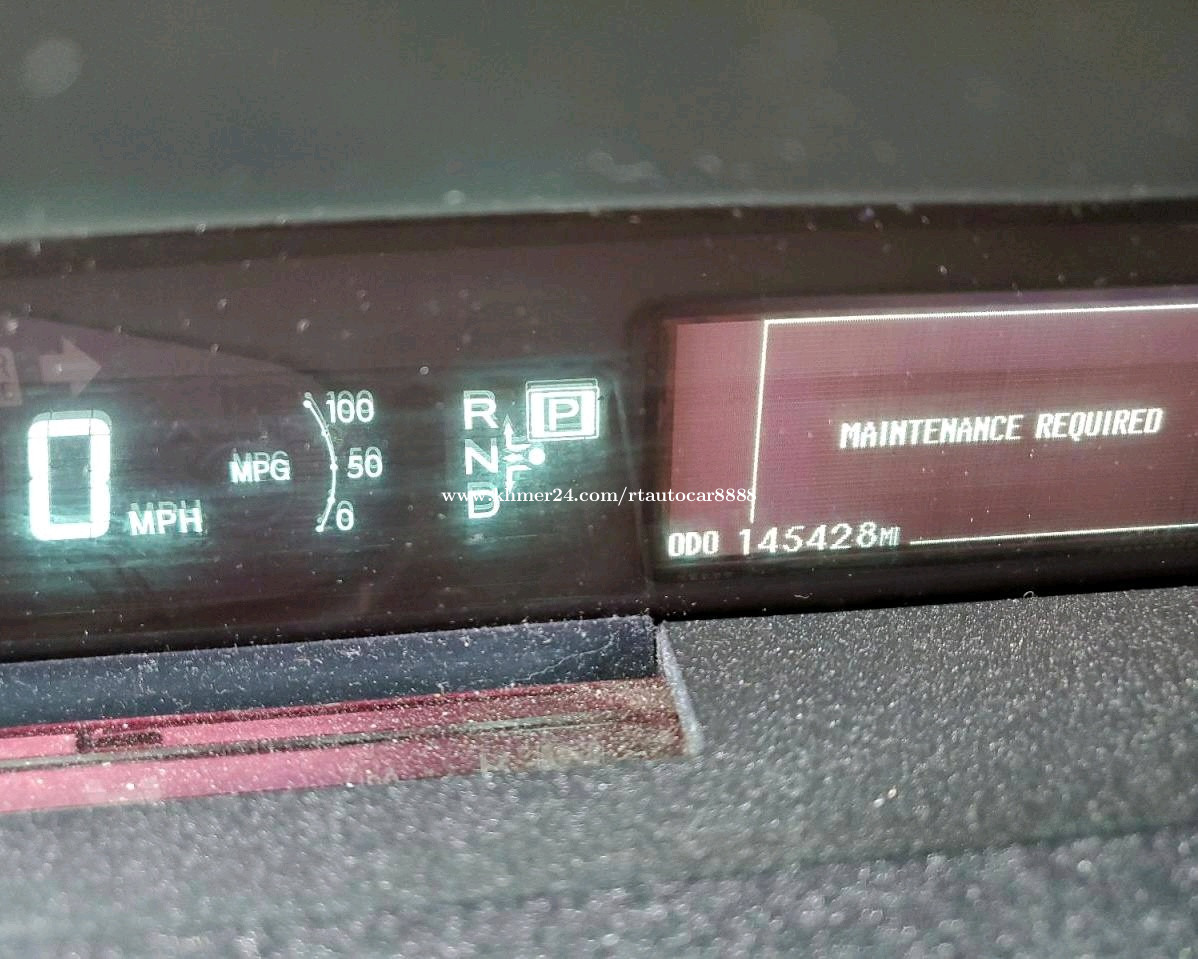 0 MPH
MPG
100
50
0
R
N
D
P
F
MAINTENANCE REQUIRED
ODO 145428MI
www.khmer24.com/rtautocar8888